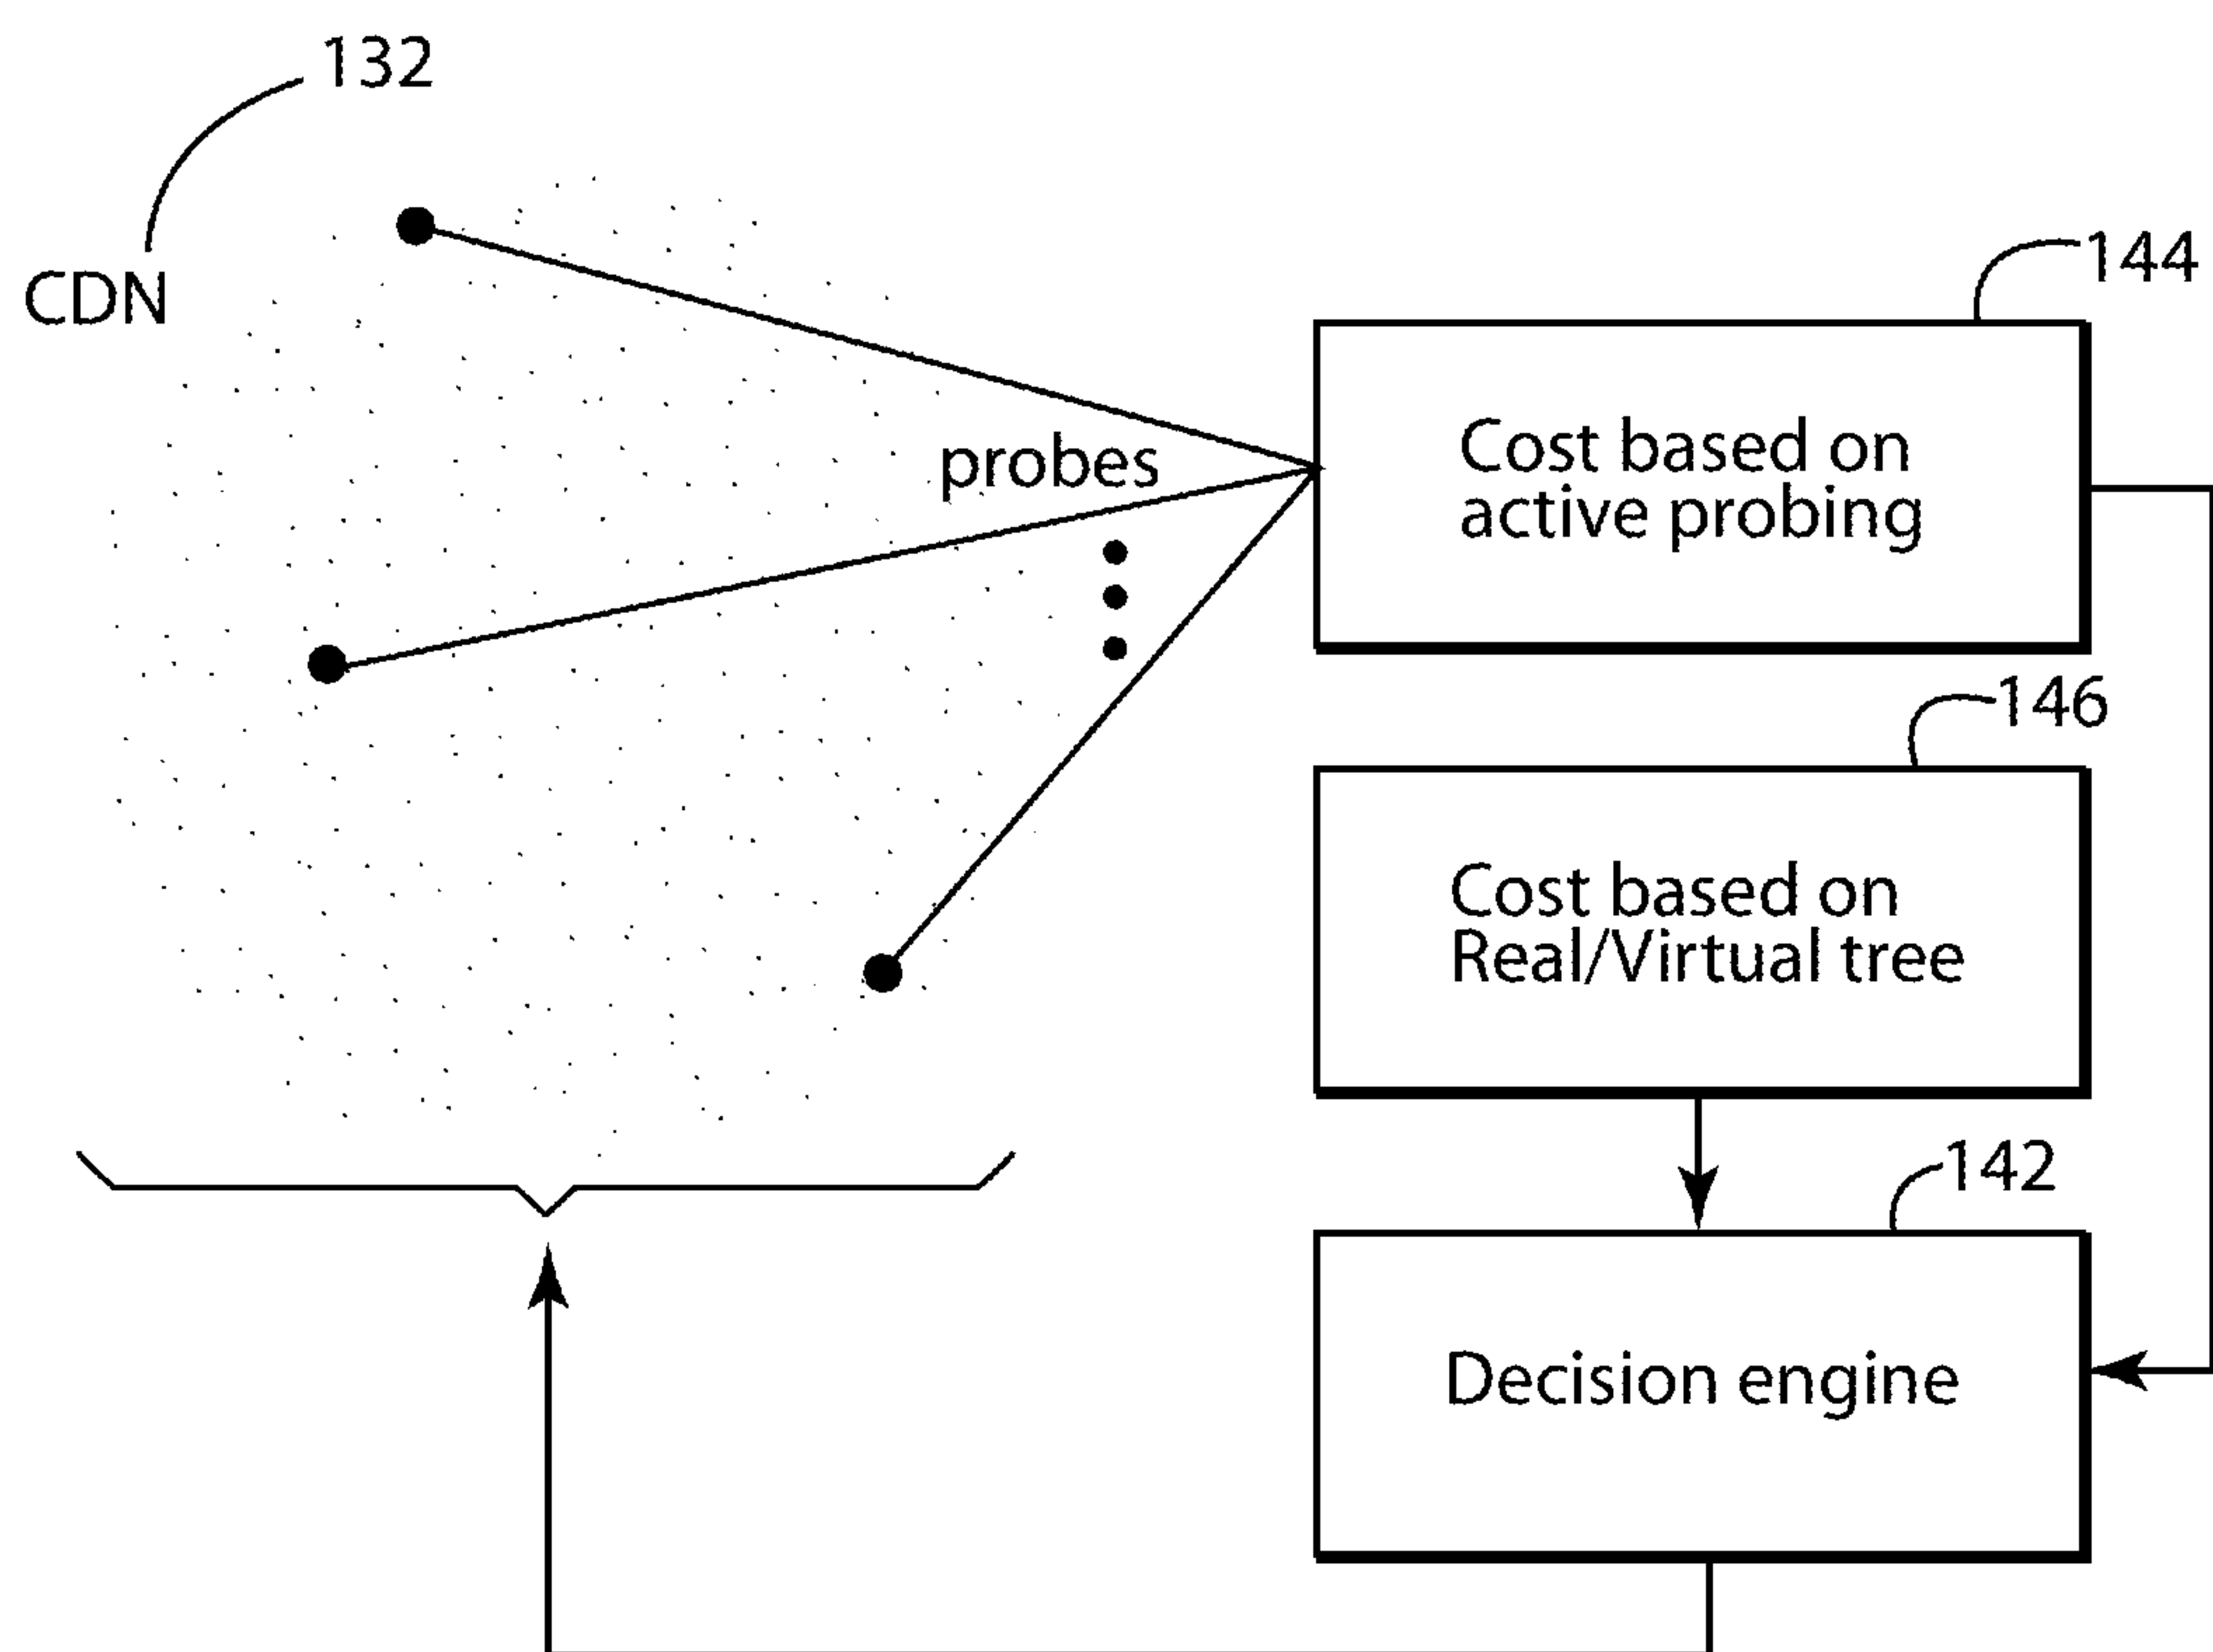 132
CDN
144
probes
Cost based on
active probing
146
Cost based on
Real/Virtual tree
142
Decision engine